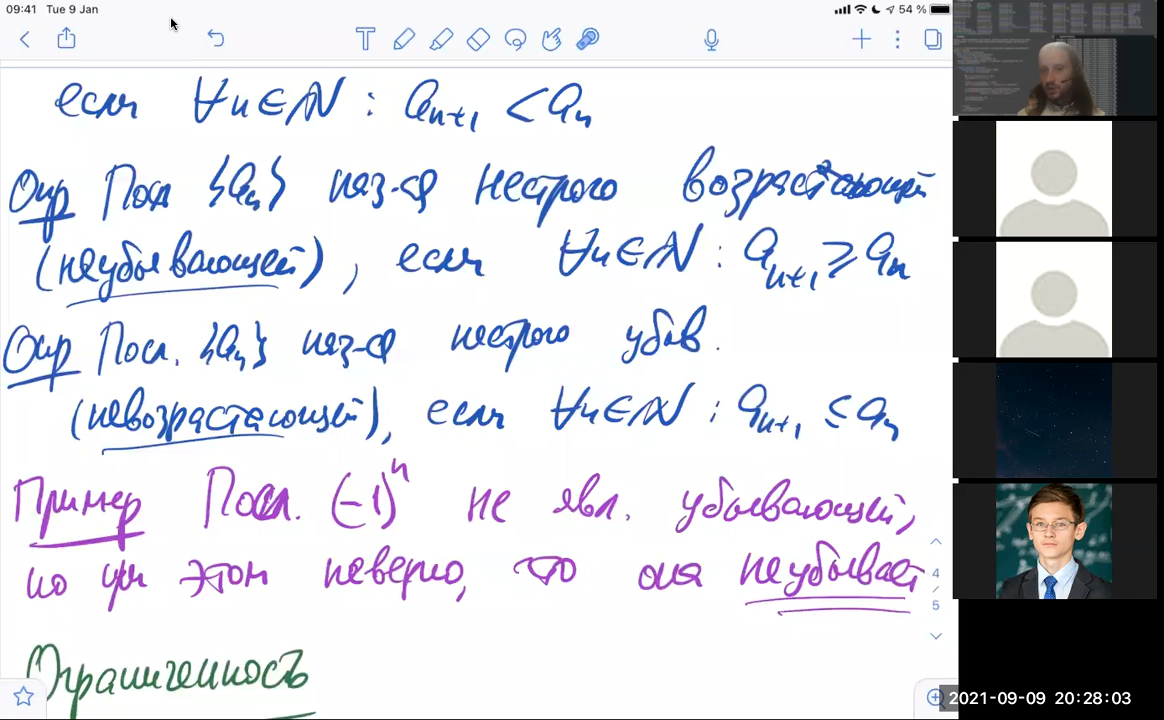 09:41 Tue 9 Jan
54 %
если ∀n∈ℕ : aₙ₊₁ < aₙ
Опр Посл {aₙ} наз-ся нестрого возрастающей
(неубывающей), если ∀n∈ℕ : aₙ₊₁ ⩾ aₙ
Опр Посл. {aₙ} наз-ся нестрого убыв.
(невозрастающей), если ∀n∈ℕ : aₙ₊₁ ≤ aₙ
Пример Посл. (-1)ⁿ не явл. убывающей,
но при этом неверно, что она неубывает
4
/
5
Ограниченность
2021-09-09 20:28:03